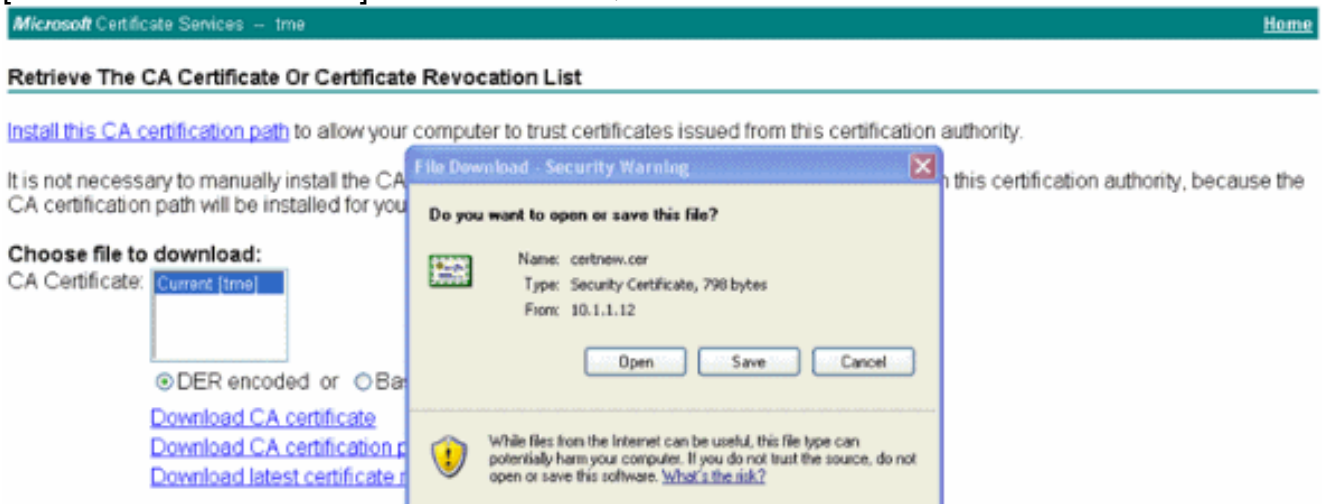 Microsoft Certificate Services -- tme
Home
Retrieve The CA Certificate Or Certificate Revocation List
Install this CA certification path to allow your computer to trust certificates issued from this certification authority.
It is not necessary to manually install the CA
n this certification authority, because the
CA certification path will be installed for you
Choose file to download:
CA Certificate:
Current [tme]
DER encoded or Bas
Download CA certificate
Download CA certification p
Download latest certificate r
File Download - Security Warning
Do you want to open or save this file?
Name: certnew.cer
Type: Security Certificate, 798 bytes
From: 10.1.1.12
Open
Save
Cancel
While files from the Internet can be useful, this file type can
potentially harm your computer. If you do not trust the source, do not
open or save this software. What's the risk?